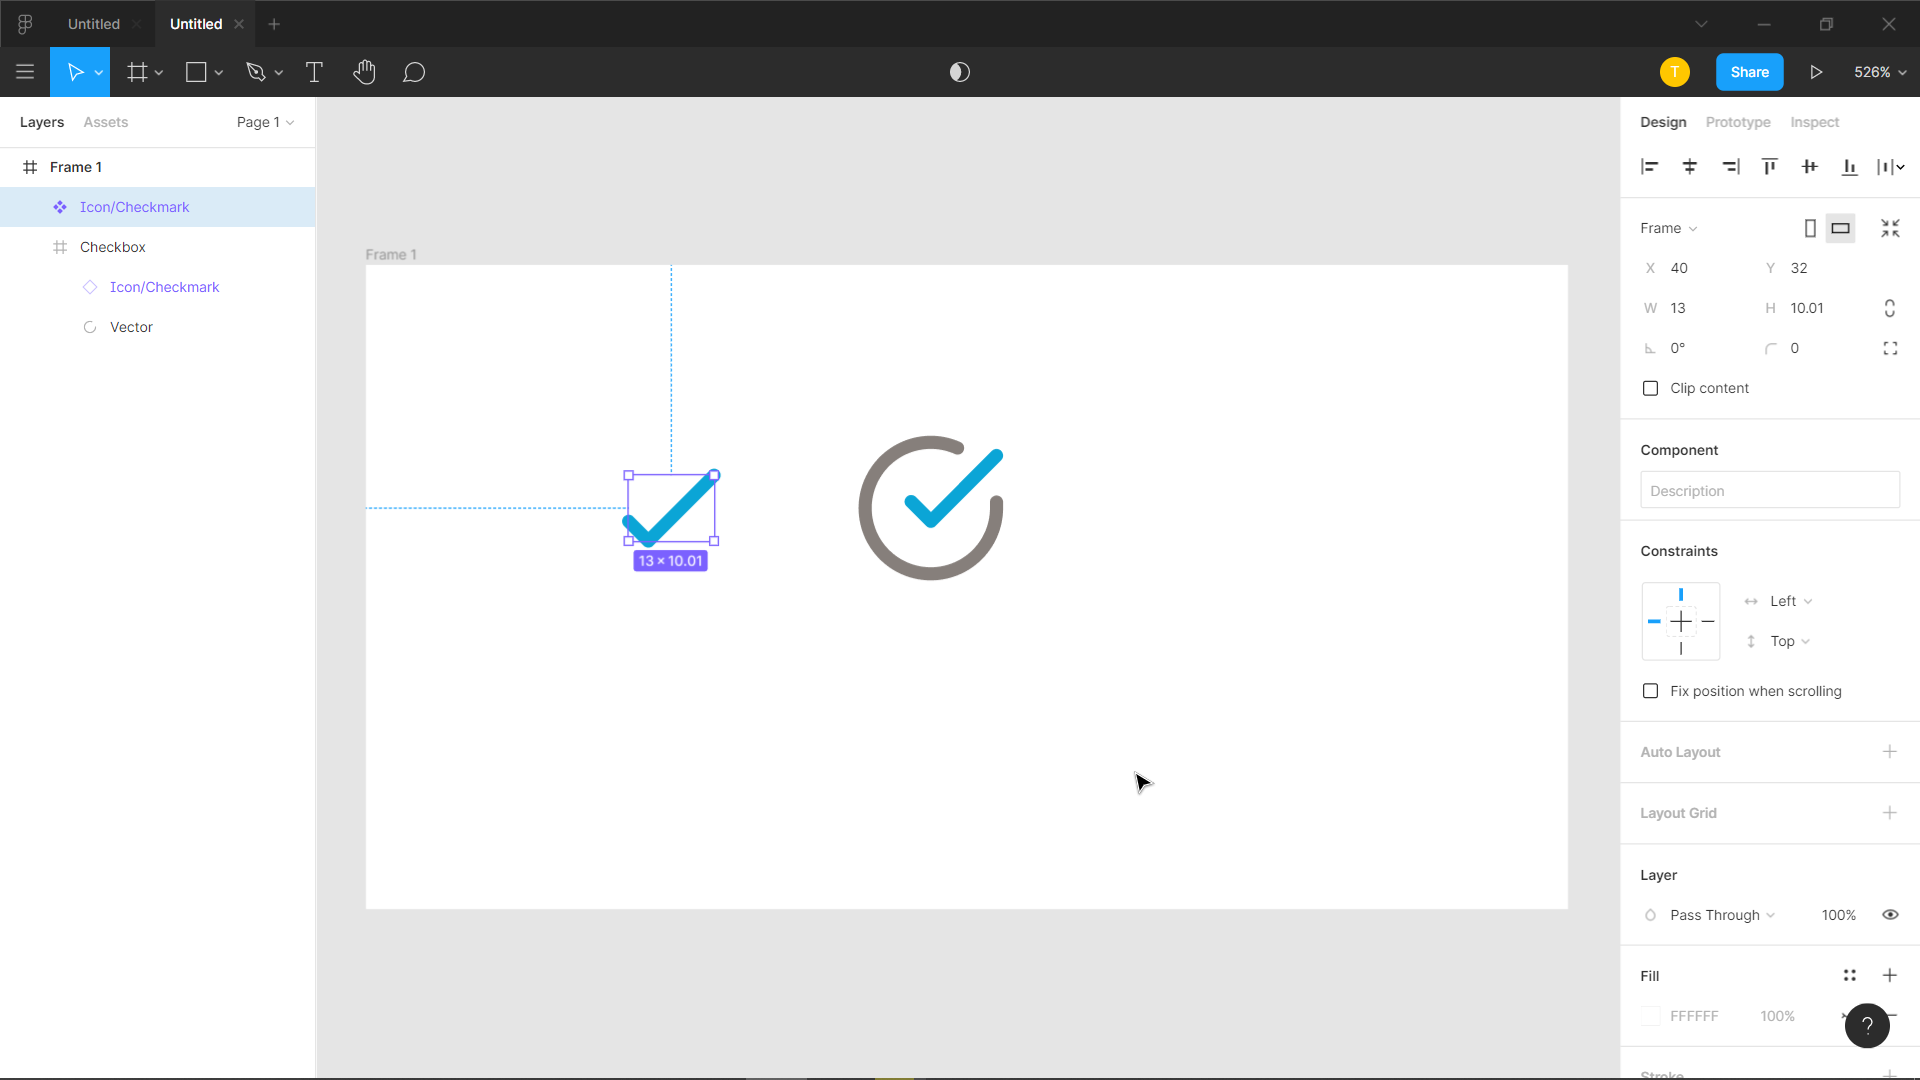 Untitled
Untitled
T
Share
526%
Layers
Assets
Page 1
Frame 1
Icon/Checkmark
Checkbox
Icon/Checkmark
Vector
Frame 1
13 × 10.01
Design
Prototype
Inspect
Frame
X 40
Y 32
W 13
H 10.01
0°
0
Clip content
Component
Description
Constraints
Left
Top
Fix position when scrolling
Auto Layout
Layout Grid
Layer
Pass Through
100%
Fill
FFFFFF
100%
?
Stroke